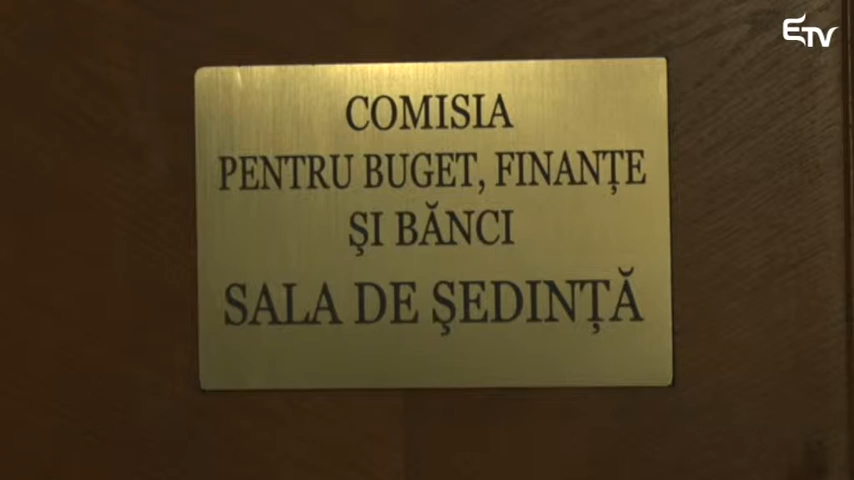 ETV
COMISIA
PENTRU BUGET, FINANȚE
ŞI BĂNCI
SALA DE ŞEDINȚĂ